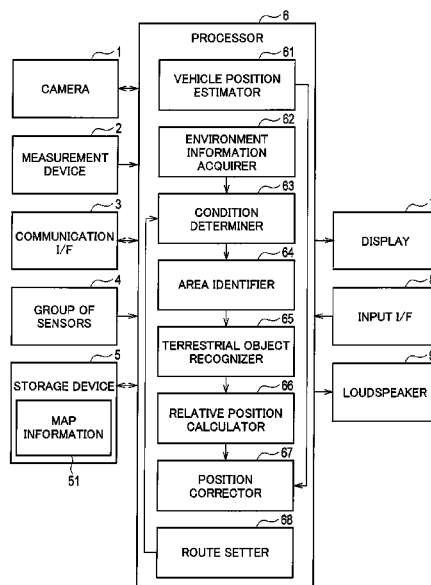 6
PROCESSOR
1
CAMERA
2
MEASUREMENT
DEVICE
3
COMMUNICATION
I/F
4
GROUP OF
SENSORS
5
STORAGE DEVICE
MAP
INFORMATION
51
61
VEHICLE POSITION
ESTIMATOR
62
ENVIRONMENT
INFORMATION
ACQUIRER
63
CONDITION
DETERMINER
64
AREA IDENTIFIER
65
TERRESTRIAL OBJECT
RECOGNIZER
66
RELATIVE POSITION
CALCULATOR
67
POSITION
CORRECTOR
68
ROUTE SETTER
DISPLAY
INPUT I/F
LOUDSPEAKER